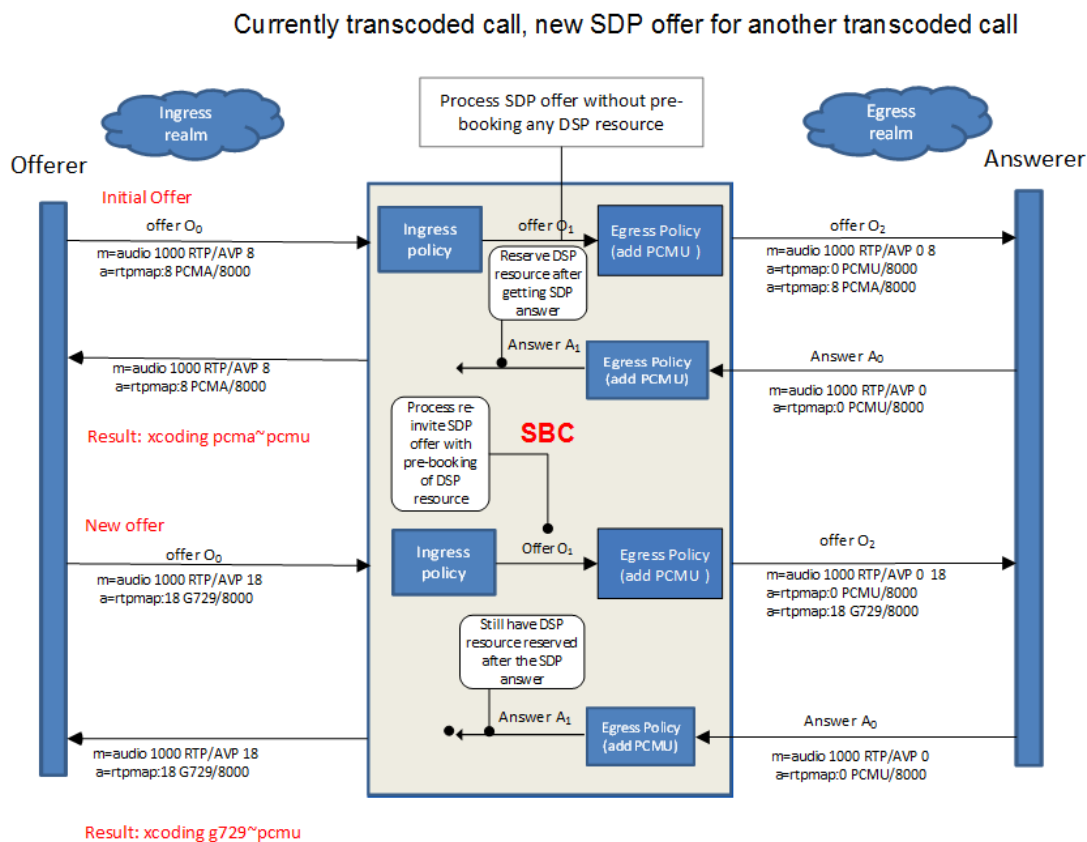 Currently transcoded call, new SDP offer for another transcoded call
Process SDP offer without pre-
booking any DSP resource
Ingress
realm
Egress
realm
Offerer
Answerer
Initial Offer
offer O0
m=audio 1000 RTP/AVP 8
a=rtpmap:8 PCMA/8000
Ingress
policy
offer O1
Egress Policy
(add PCMU )
offer O2
m=audio 1000 RTP/AVP 0 8
a=rtpmap:0 PCMU/8000
a=rtpmap:8 PCMA/8000
Reserve DSP
resource after
getting SDP
answer
m=audio 1000 RTP/AVP 8
a=rtpmap:8 PCMA/8000
Answer A1
Egress Policy
(add PCMU)
Answer A0
m=audio 1000 RTP/AVP 0
a=rtpmap:0 PCMU/8000
Result: xcoding pcma~pcmu
Process re-
invite SDP
offer with
pre-booking
of DSP
resource
SBC
New offer
offer O0
m=audio 1000 RTP/AVP 18
a=rtpmap:18 G729/8000
Ingress
policy
Offer O1
Egress Policy
(add PCMU )
offer O2
m=audio 1000 RTP/AVP 0 18
a=rtpmap:0 PCMU/8000
a=rtpmap:18 G729/8000
Still have DSP
resource reserved
after the SDP
answer
m=audio 1000 RTP/AVP 18
a=rtpmap:18 G729/8000
Answer A1
Egress Policy
(add PCMU)
Answer A0
m=audio 1000 RTP/AVP 0
a=rtpmap:0 PCMU/8000
Result: xcoding g729~pcmu